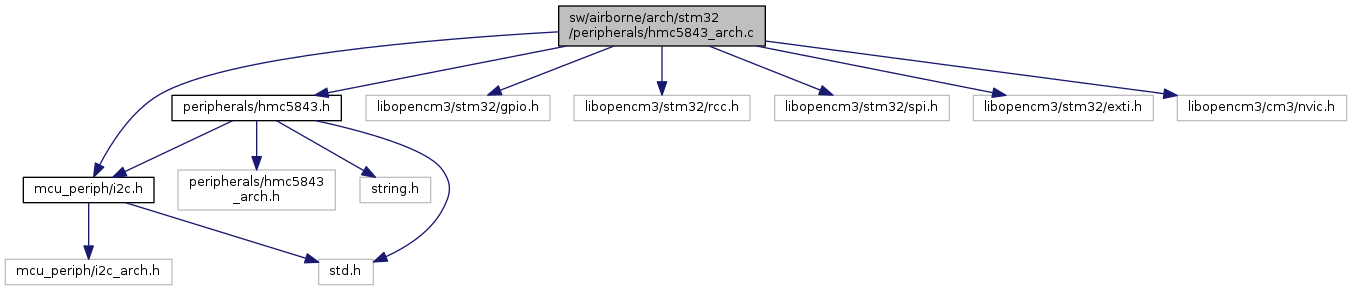 sw/airborne/arch/stm32
/peripherals/hmc5843_arch.c
peripherals/hmc5843.h
libopencm3/stm32/gpio.h
libopencm3/stm32/rcc.h
libopencm3/stm32/spi.h
libopencm3/stm32/exti.h
libopencm3/cm3/nvic.h
mcu_periph/i2c.h
peripherals/hmc5843
_arch.h
string.h
mcu_periph/i2c_arch.h
std.h